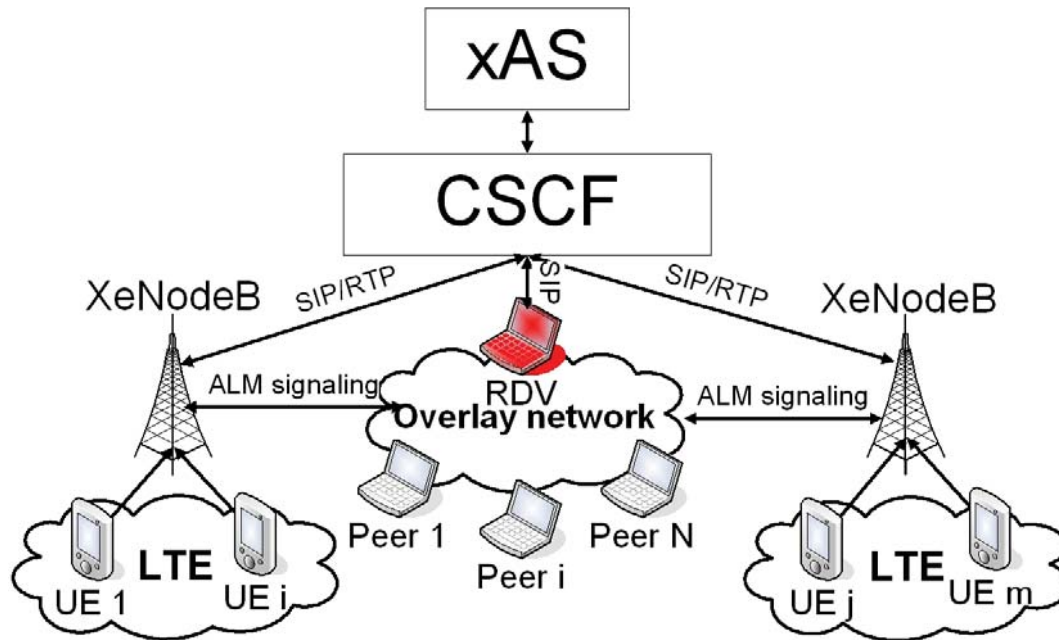 xAS
CSCF
XeNodeB
SIP/RTP
SIP
SIP/RTP
XeNodeB
ALM signaling
RDV
Overlay network
ALM signaling
Peer 1
Peer i
Peer N
UE 1
LTE
UE i
UE j
LTE
UE m